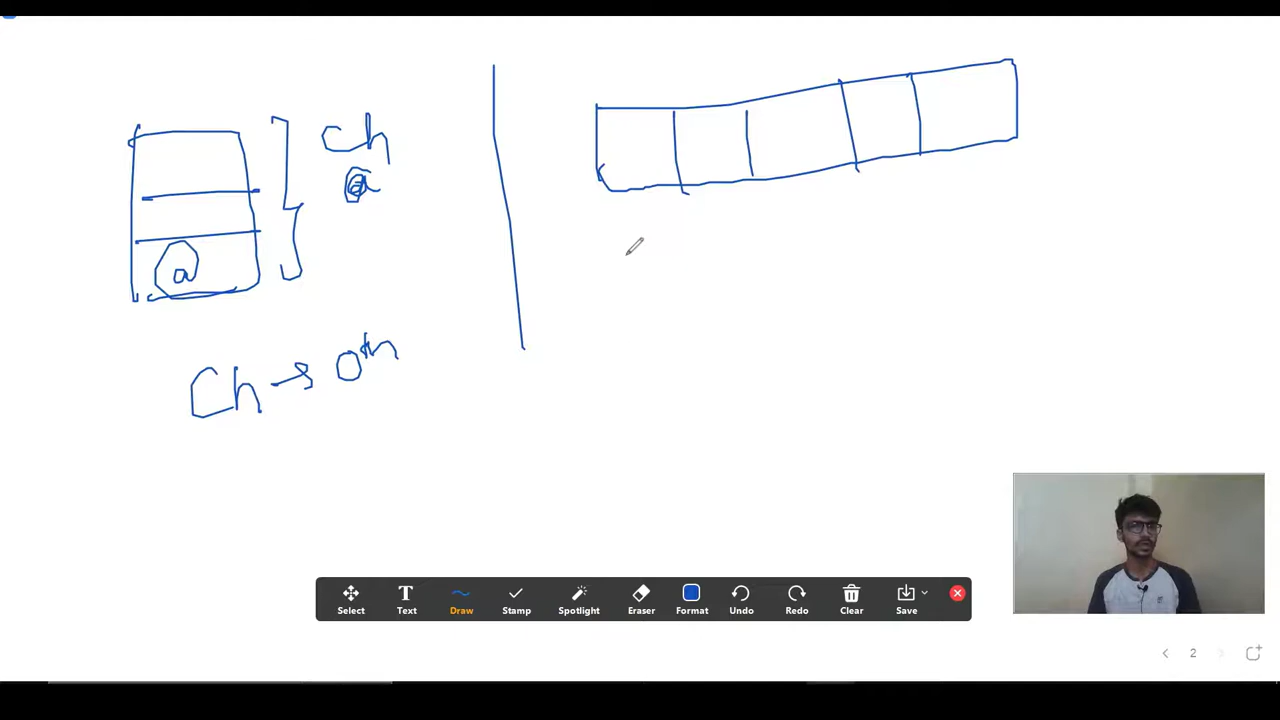 Ch
a
a
Ch → 0th
Select Text Draw Stamp Spotlight Eraser Format Undo Redo Clear Save
2